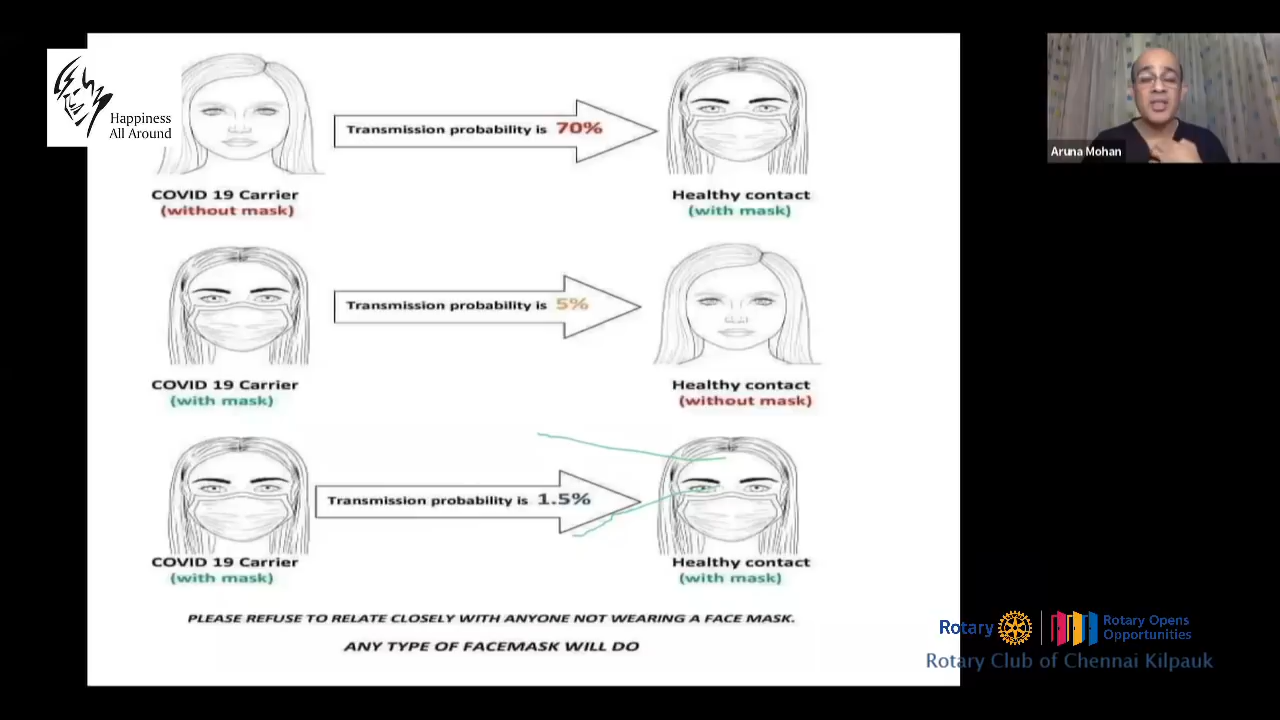 Happiness
All Around
Transmission probability is 70%
COVID 19 Carrier
(without mask)
Healthy contact
(with mask)
Transmission probability is 5%
COVID 19 Carrier
(with mask)
Healthy contact
(without mask)
Transmission probability is 1.5%
COVID 19 Carrier
(with mask)
Healthy contact
(with mask)
PLEASE REFUSE TO RELATE CLOSELY WITH ANYONE NOT WEARING A FACE MASK.
ANY TYPE OF FACEMASK WILL DO
Aruna Mohan
Rotary
Rotary Opens
Opportunities
Rotary Club of Chennai Kilpauk